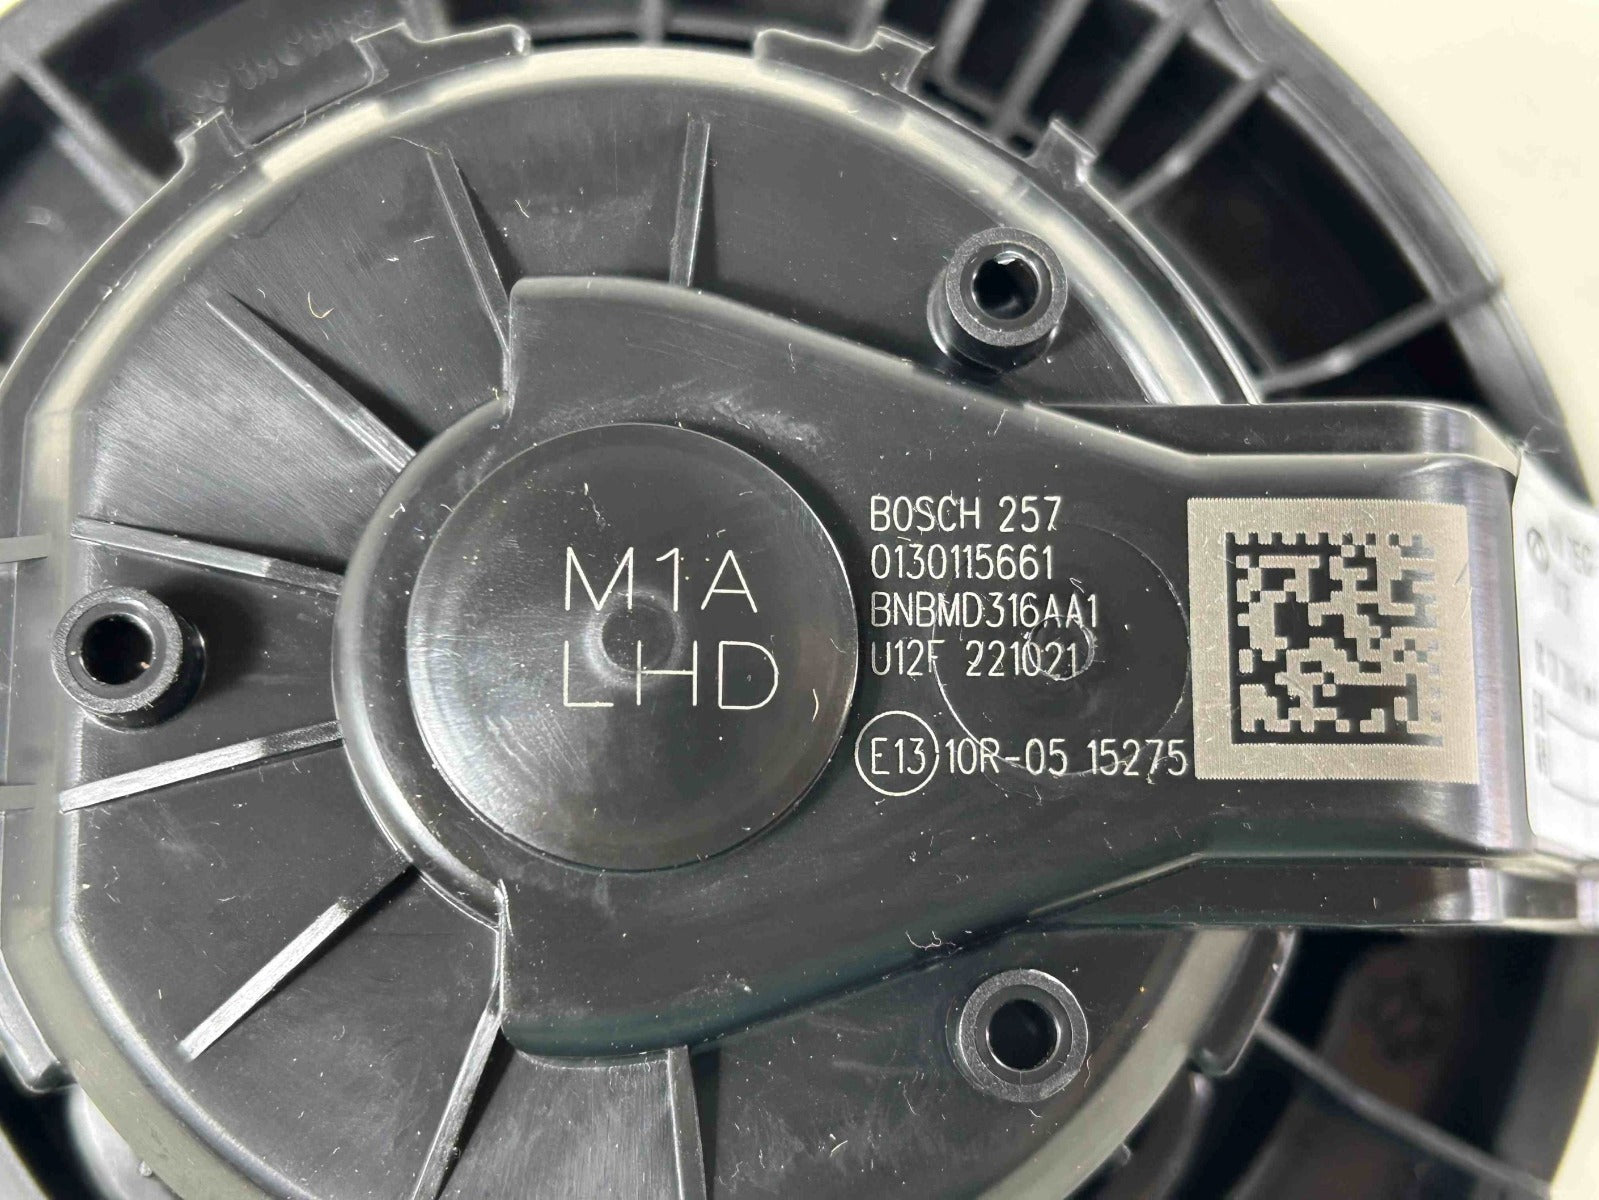 M1A
LHD
BOSCH 257
0130115661
BNBMD316AA1
U12F 221021
E13 10R-05 15275